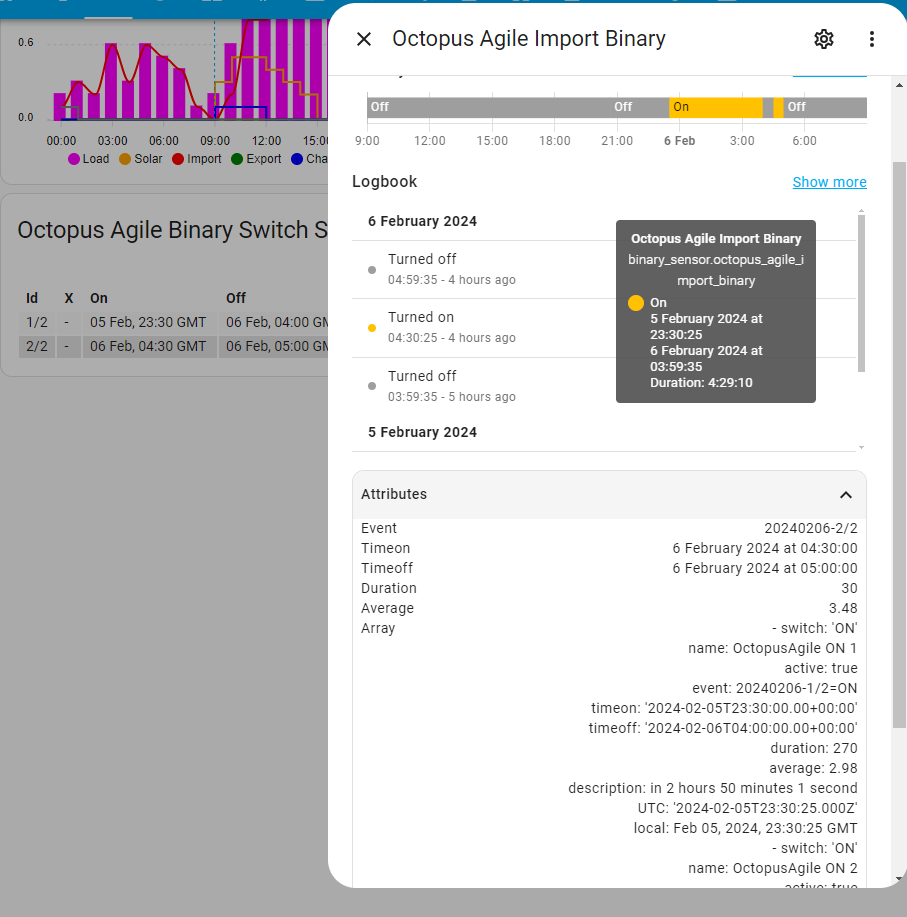 Octopus Agile Import Binary
0.6
0.0
00:00 03:00 06:00 09:00 12:00 15:00
Load Solar Import Export Cha
Octopus Agile Binary Switch S
Id X On Off
1/2 - 05 Feb, 23:30 GMT 06 Feb, 04:00 GM
2/2 - 06 Feb, 04:30 GMT 06 Feb, 05:00 GM
Off Off On Off
9:00 12:00 15:00 18:00 21:00 6 Feb 3:00 6:00
Logbook Show more
6 February 2024
Turned off
04:59:35 - 4 hours ago
Turned on
04:30:25 - 4 hours ago
Turned off
03:59:35 - 5 hours ago
5 February 2024
Octopus Agile Import Binary
binary_sensor.octopus_agile_i
mport_binary
On
5 February 2024 at
23:30:25
6 February 2024 at
03:59:35
Duration: 4:29:10
Attributes
Event 20240206-2/2
Timeon 6 February 2024 at 04:30:00
Timeoff 6 February 2024 at 05:00:00
Duration 30
Average 3.48
Array - switch: 'ON'
name: OctopusAgile ON 1
active: true
event: 20240206-1/2=ON
timeon: '2024-02-05T23:30:00.00+00:00'
timeoff: '2024-02-06T04:00:00.00+00:00'
duration: 270
average: 2.98
description: in 2 hours 50 minutes 1 second
UTC: '2024-02-05T23:30:25.000Z'
local: Feb 05, 2024, 23:30:25 GMT
- switch: 'ON'
name: OctopusAgile ON 2
active: true